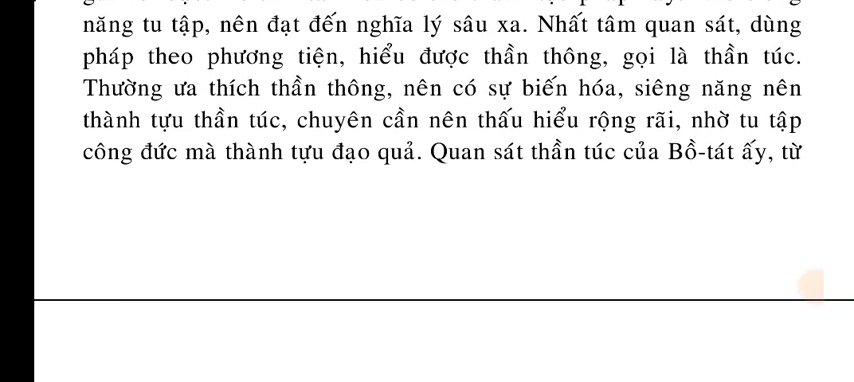 năng tu tập, nên đạt đến nghĩa lý sâu xa. Nhất tâm quan sát, dùng
pháp theo phương tiện, hiểu được thần thông, gọi là thần túc.
Thường ưa thích thần thông, nên có sự biến hóa, siêng năng nên
thành tựu thần túc, chuyên cần nên thấu hiểu rộng rãi, nhờ tu tập
công đức mà thành tựu đạo quả. Quan sát thần túc của Bồ-tát ấy, từ